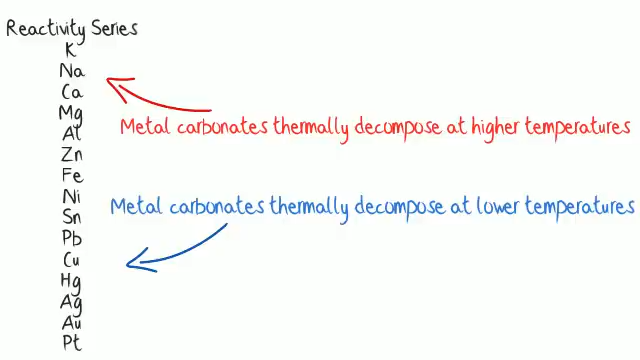 Reactivity Series
K
Na
Ca
Mg
Al
Zn
Fe
Ni
Sn
Pb
Cu
Hg
Ag
Au
Pt
Metal carbonates thermally decompose at higher temperatures
Metal carbonates thermally decompose at lower temperatures